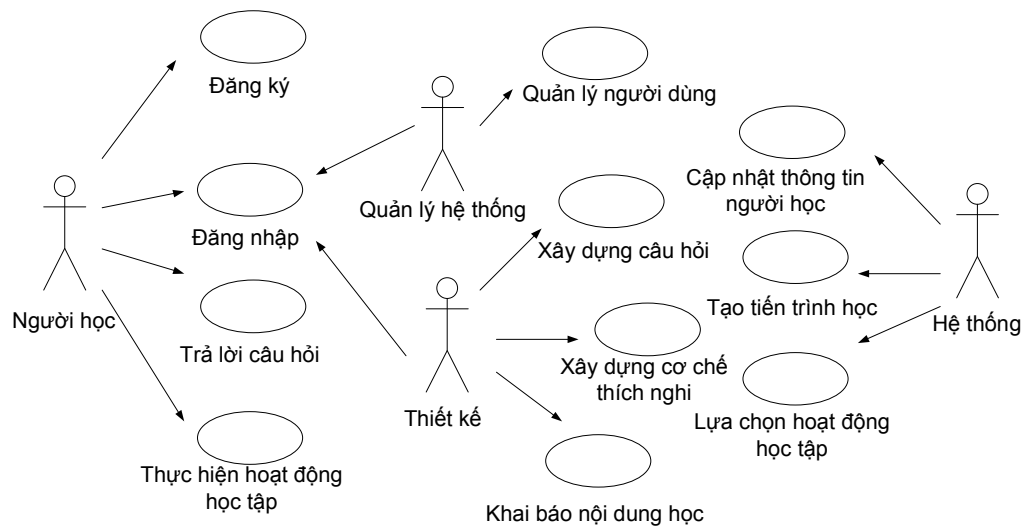 Đăng ký
Quản lý người dùng
Cập nhật thông tin
người học
Quản lý hệ thống
Đăng nhập
Xây dựng câu hỏi
Tạo tiến trình học
Người học
Hệ thống
Trả lời câu hỏi
Xây dựng cơ chế
thích nghi
Thiết kế
Lựa chọn hoạt động
học tập
Thực hiện hoạt động
học tập
Khai báo nội dung học